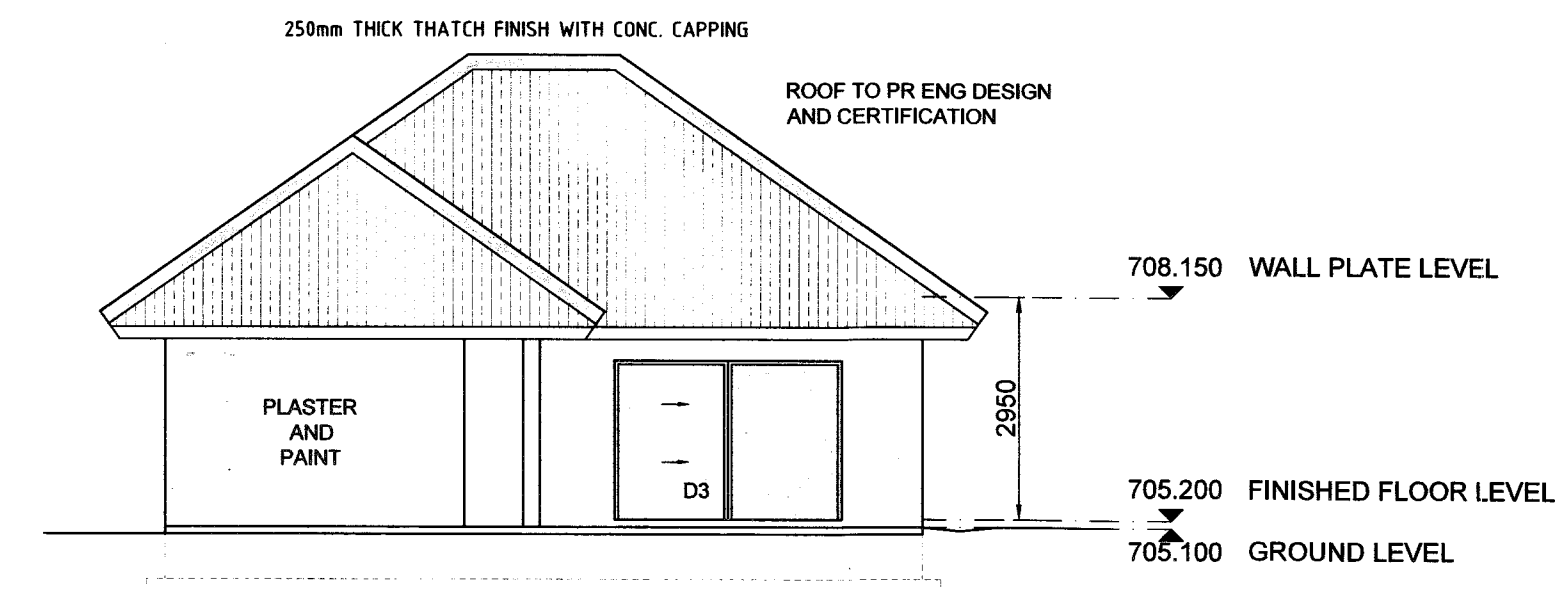 250mm THICK THATCH FINISH WITH CONC. CAPPING
ROOF TO PR ENG DESIGN
AND CERTIFICATION
708.150 WALL PLATE LEVEL
2950
PLASTER
AND
PAINT
D3
705.200 FINISHED FLOOR LEVEL
705.100 GROUND LEVEL